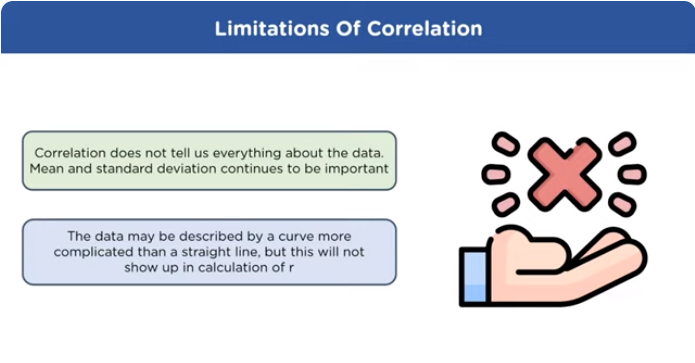 Limitations Of Correlation
Correlation does not tell us everything about the data.
Mean and standard deviation continues to be important
The data may be described by a curve more
complicated than a straight line, but this will not
show up in calculation of r